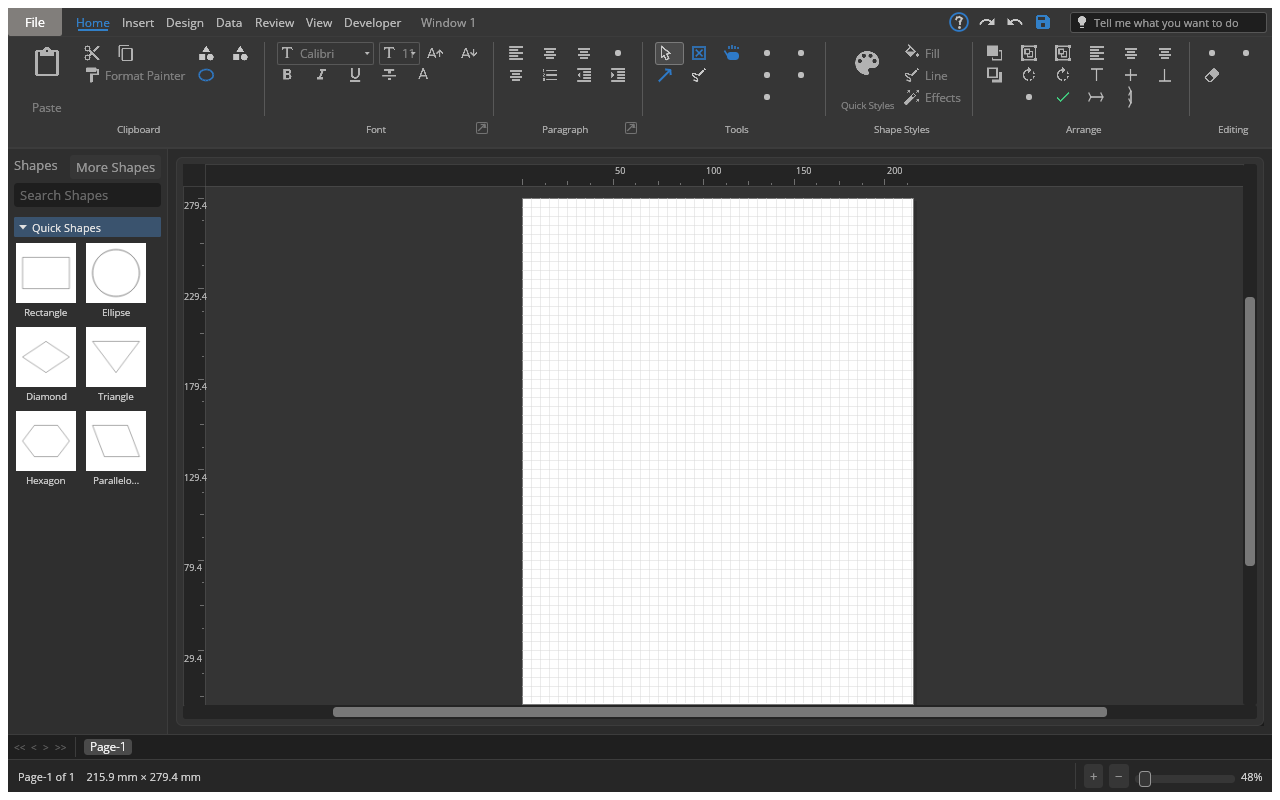 File Home Insert Design Data Review View Developer Window 1 Tell me what you want to do
Paste
Format Painter
Clipboard
Calibri
B I U A
Font
Paragraph
Tools
Quick Styles
Fill
Line
Effects
Shape Styles
Arrange
Editing
Shapes More Shapes
Search Shapes
Quick Shapes
Rectangle Ellipse
Diamond Triangle
Hexagon Parallelo...
50 100 150 200
279.4
229.4
179.4
129.4
79.4
29.4
<< < > >> Page-1
Page-1 of 1 215.9 mm × 279.4 mm + − 48%